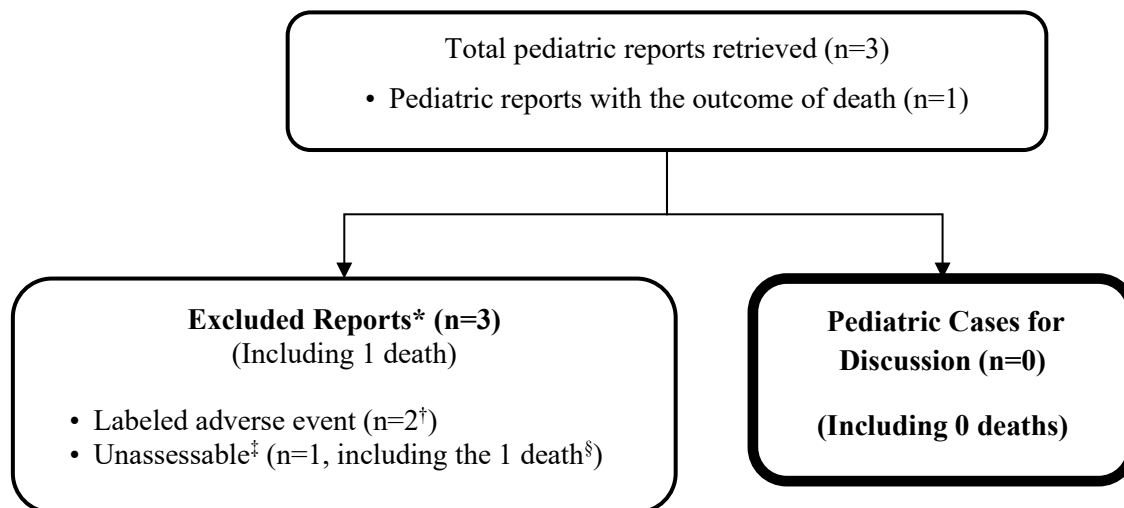 Total pediatric reports retrieved (n=3)
• Pediatric reports with the outcome of death (n=1)
Excluded Reports* (n=3)
(Including 1 death)
• Labeled adverse event (n=2†)
• Unassessable‡ (n=1, including the 1 death§)
Pediatric Cases for
Discussion (n=0)
(Including 0 deaths)